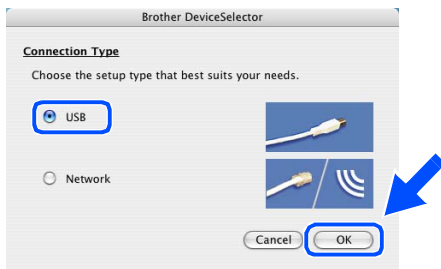 Brother DeviceSelector
Connection Type
Choose the setup type that best suits your needs.
USB
Network
Cancel OK